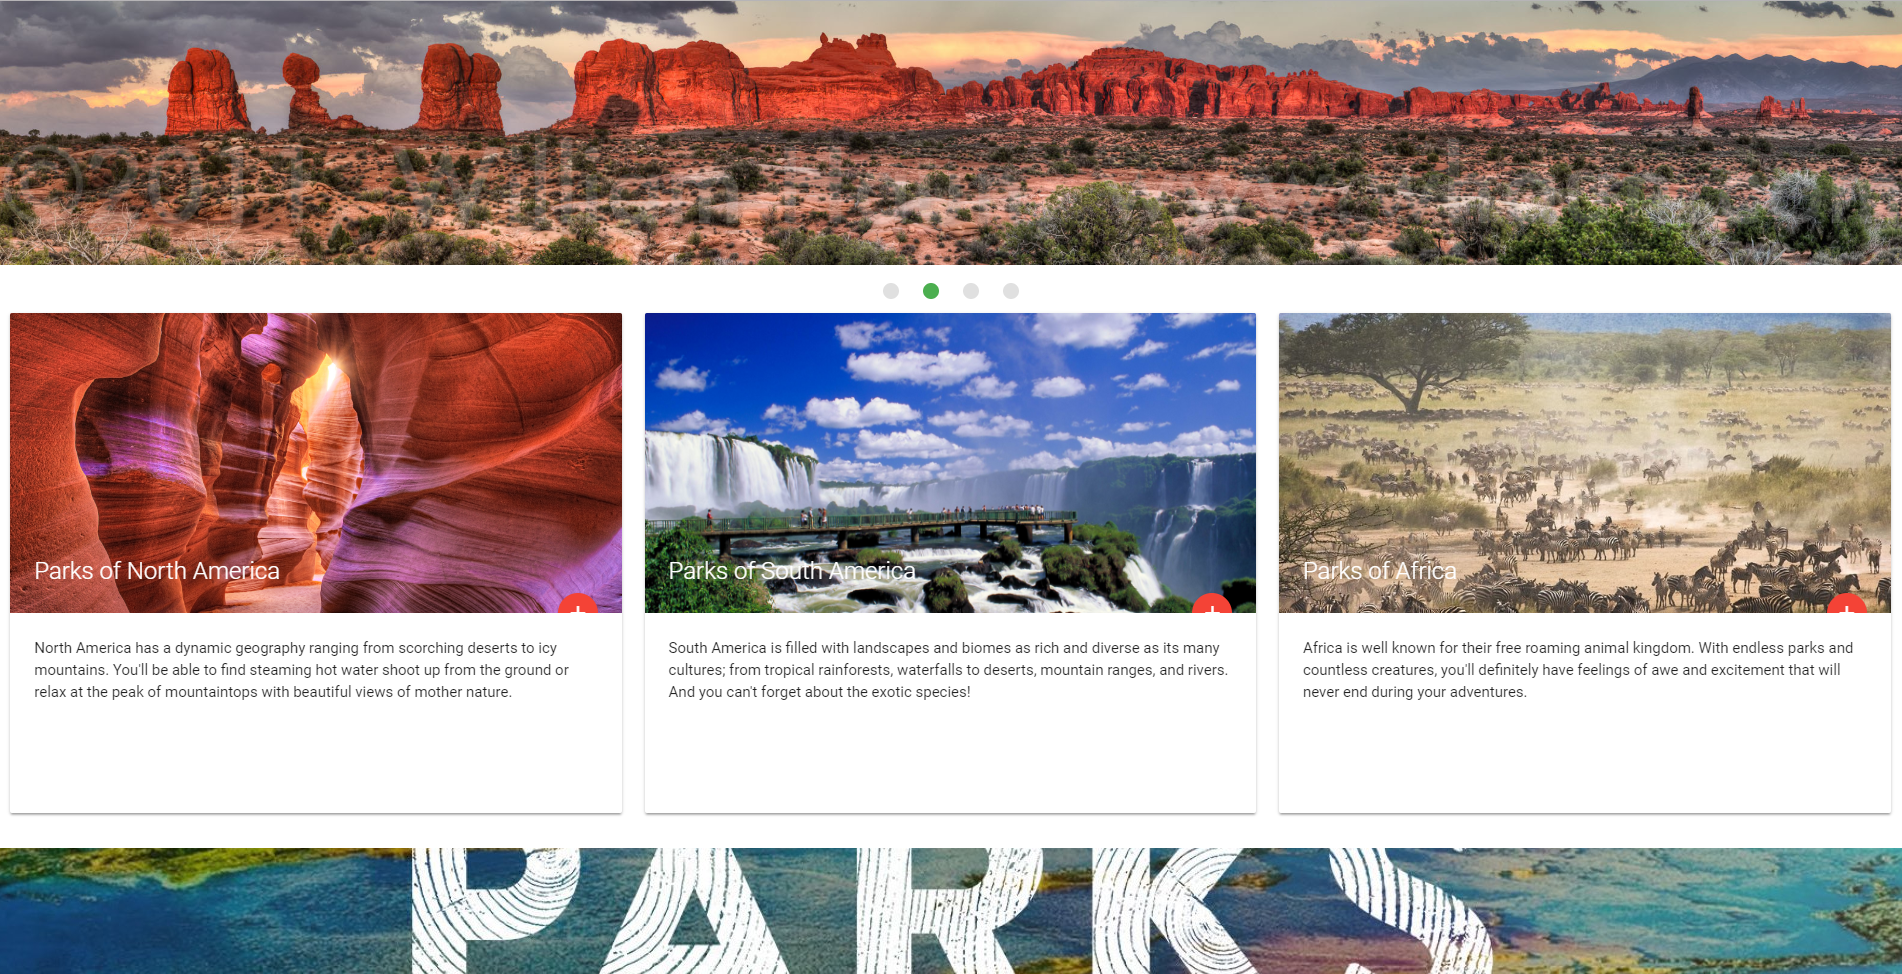 ©2011 William
Parks of North America
+
North America has a dynamic geography ranging from scorching deserts to icy
mountains. You'll be able to find steaming hot water shoot up from the ground or
relax at the peak of mountaintops with beautiful views of mother nature.
Parks of South America
+
South America is filled with landscapes and biomes as rich and diverse as its many
cultures; from tropical rainforests, waterfalls to deserts, mountain ranges, and rivers.
And you can't forget about the exotic species!
Parks of Africa
+
Africa is well known for their free roaming animal kingdom. With endless parks and
countless creatures, you'll definitely have feelings of awe and excitement that will
never end during your adventures.
PARKS